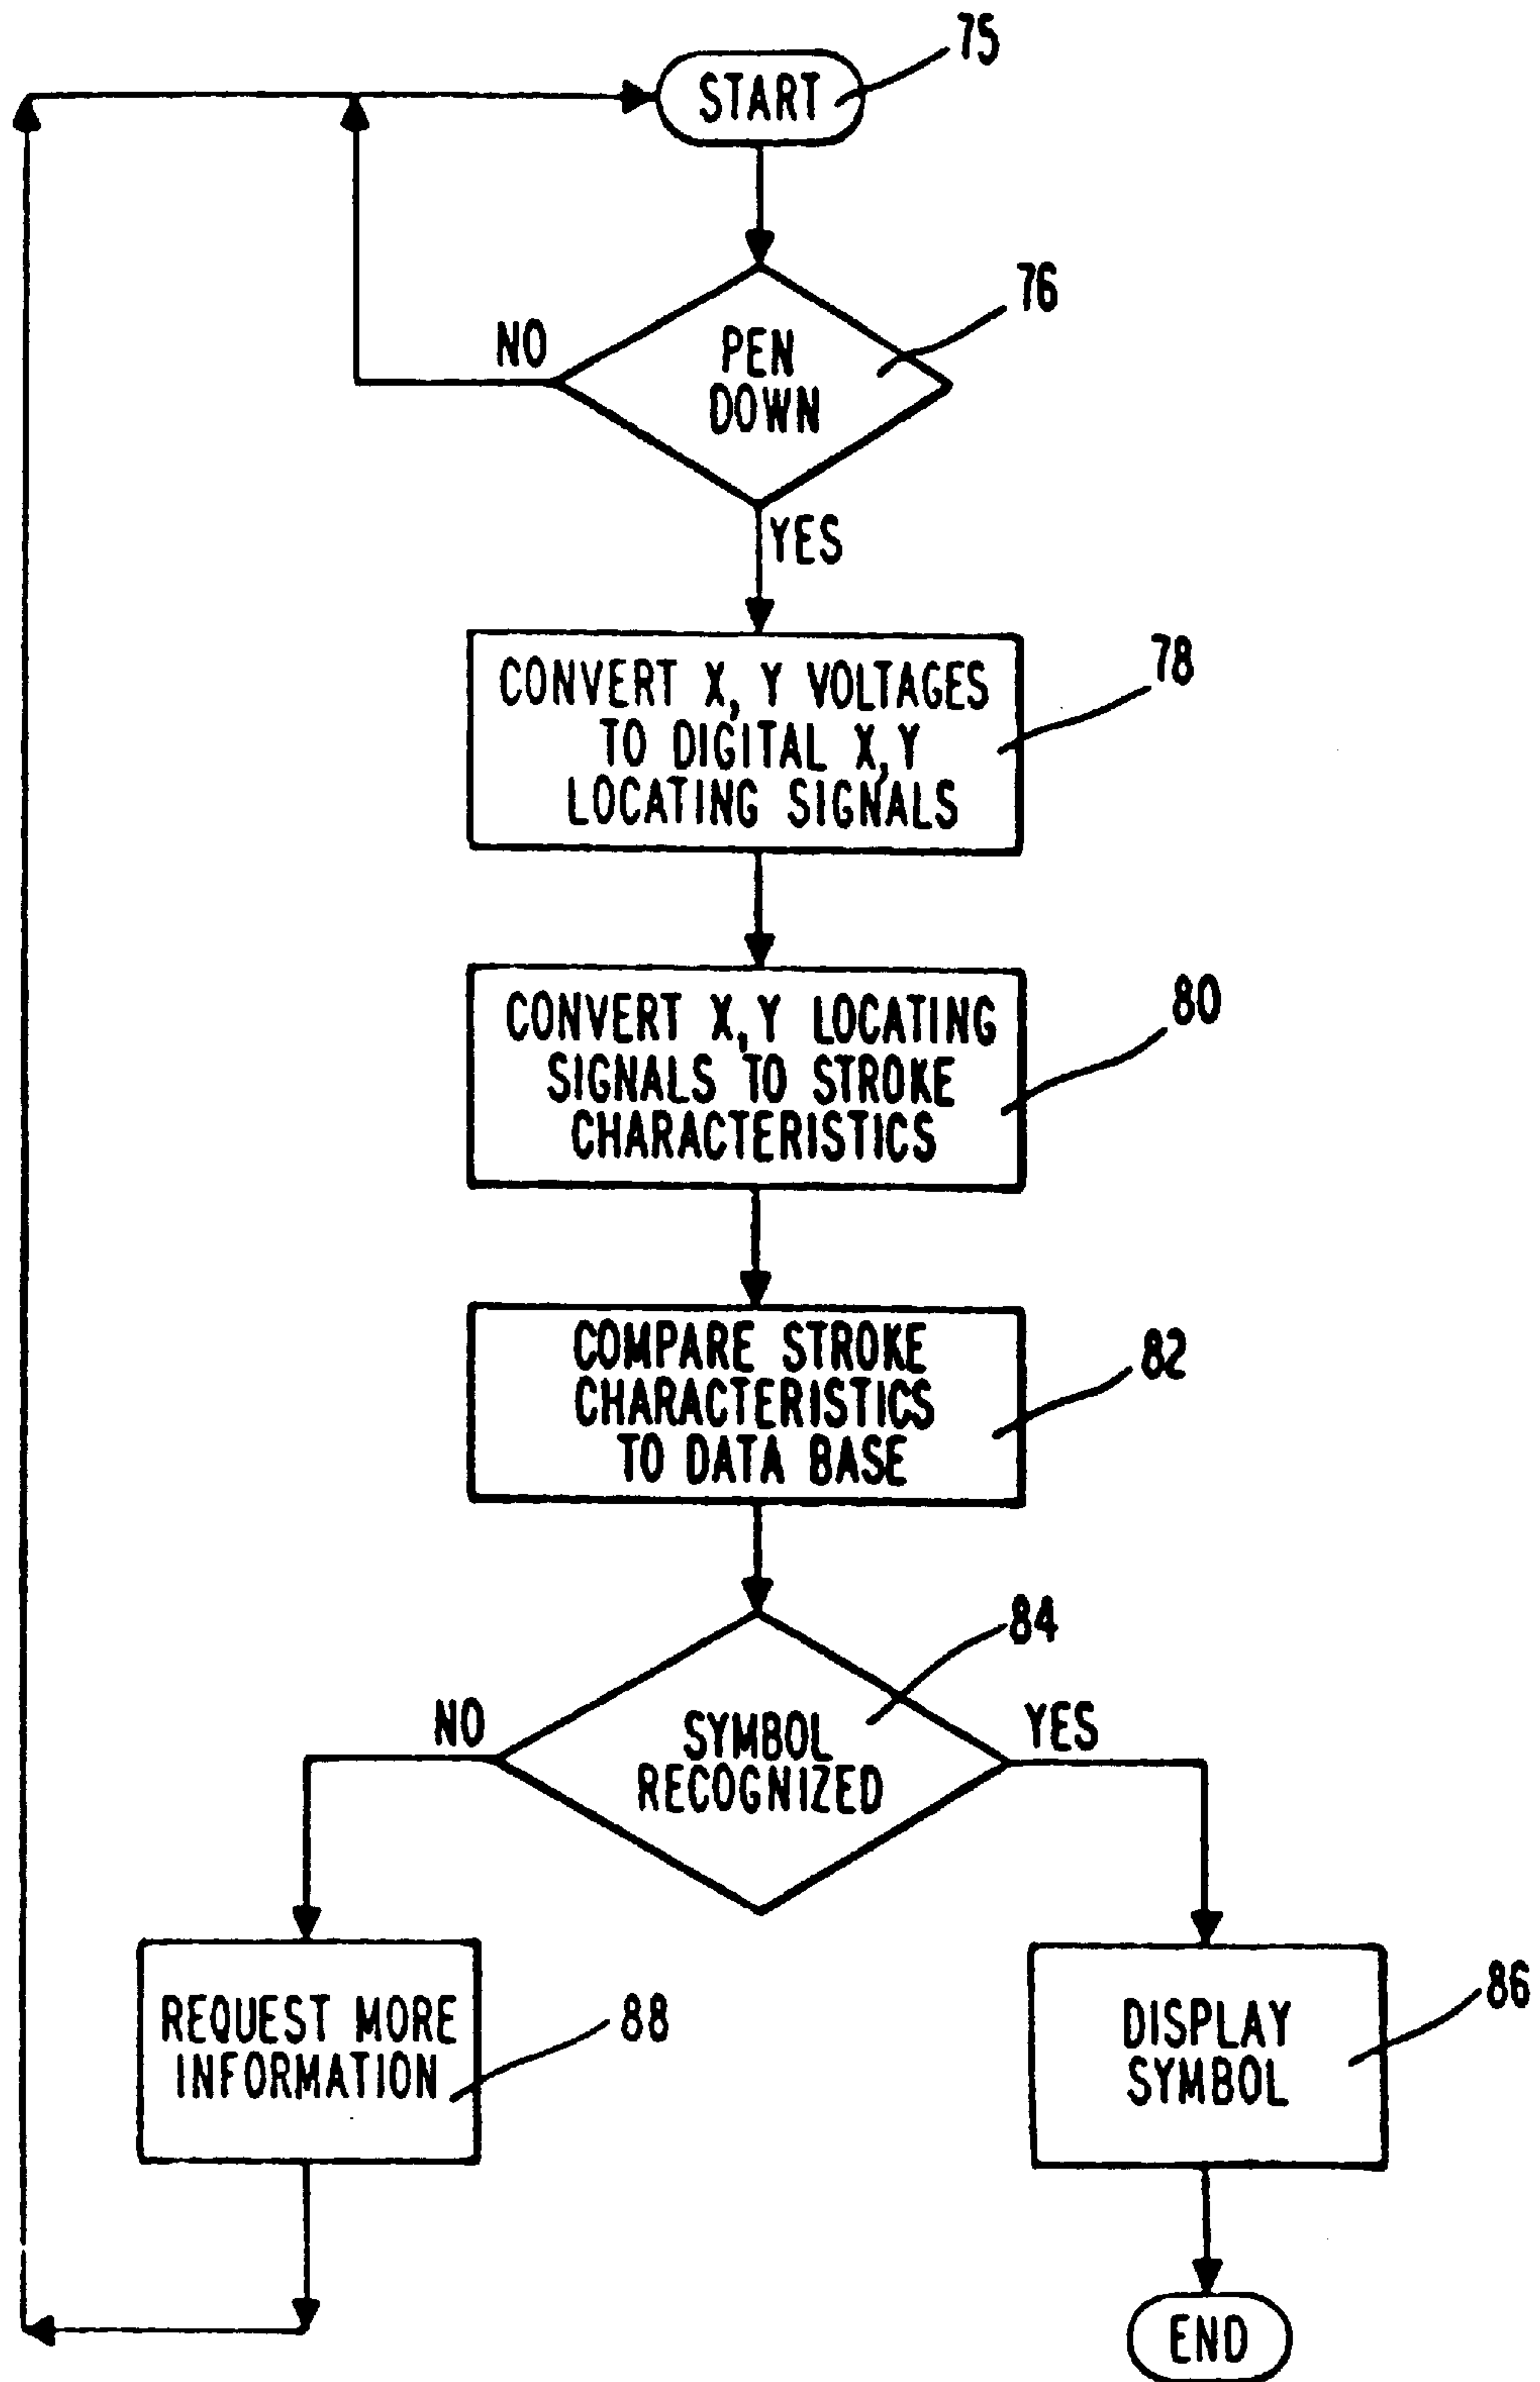 75
START
76
NO
PEN
DOWN
YES
78
CONVERT X, Y VOLTAGES
TO DIGITAL X,Y
LOCATING SIGNALS
80
CONVERT X,Y LOCATING
SIGNALS TO STROKE
CHARACTERISTICS
82
COMPARE STROKE
CHARACTERISTICS
TO DATA BASE
84
NO
YES
SYMBOL
RECOGNIZED
REQUEST MORE
INFORMATION
88
86
DISPLAY
SYMBOL
END